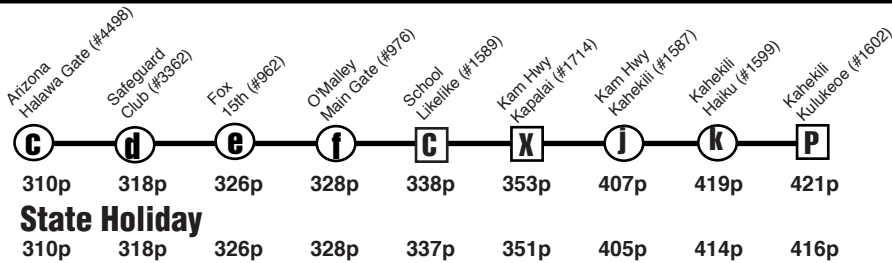 Arizona
Halawa Gate (#4498)
Safeguard
Club (#3362)
Fox
15th (#962)
O'Malley
Main Gate (#976)
School
Likelike (#1589)
Kam Hwy
Kapalai (#1714)
Kam Hwy
Kahekili (#1587)
Kahekili
Haiku (#1599)
Kahekili
Kulukeoe (#1602)
c d e f C X j k P
310p 318p 326p 328p 338p 353p 407p 419p 421p
State Holiday
310p 318p 326p 328p 337p 351p 405p 414p 416p